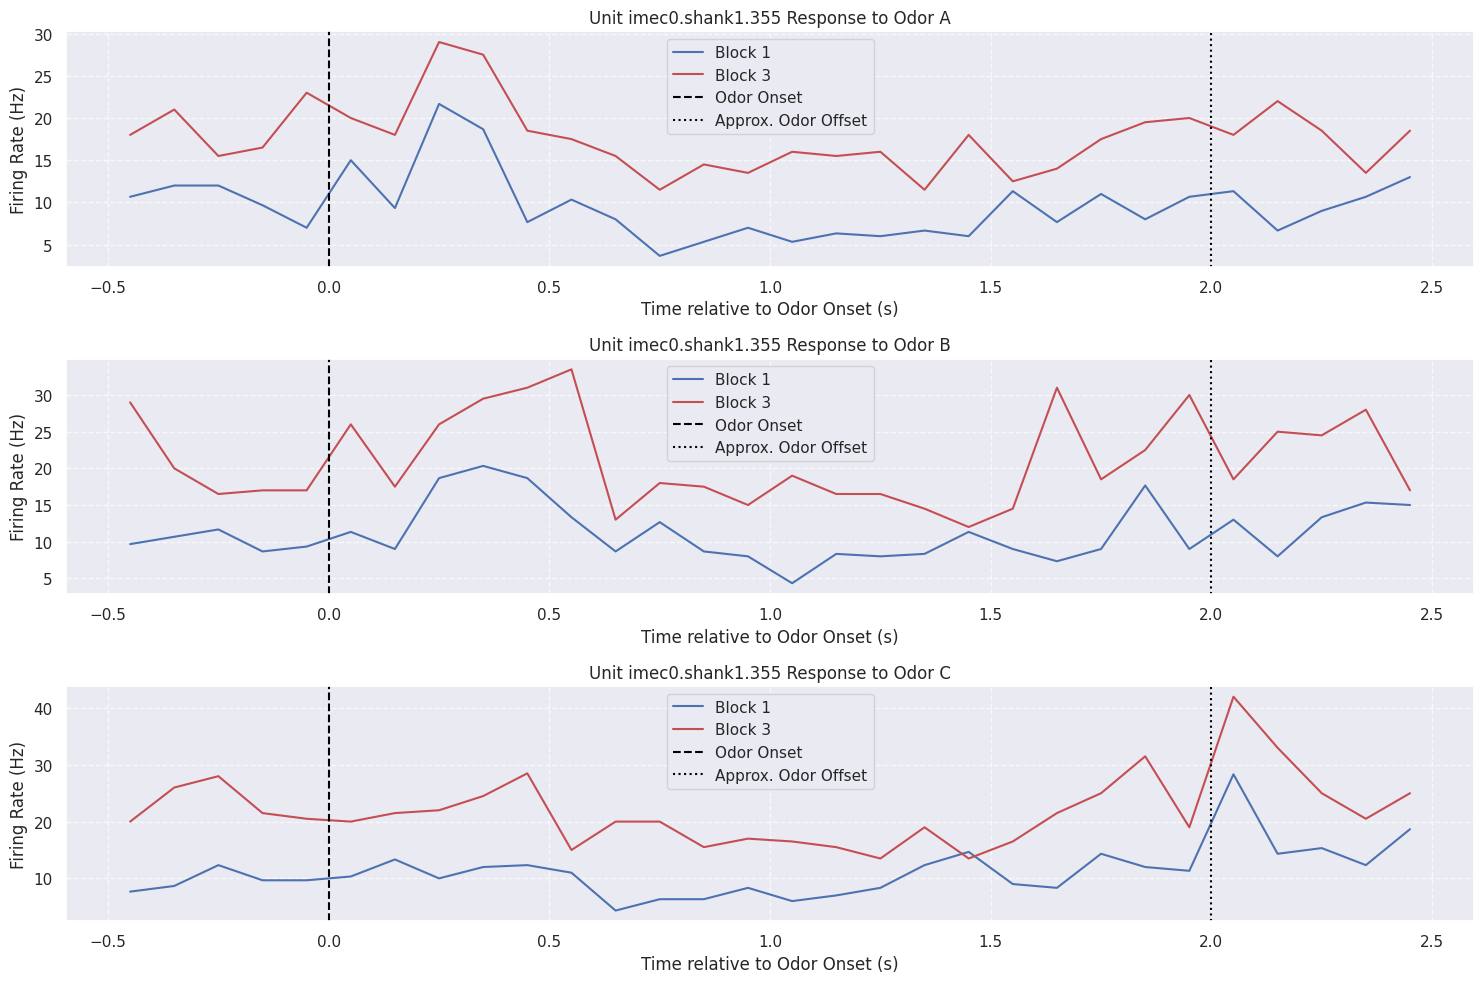 Unit imec0.shank1.355 Response to Odor A
Firing Rate (Hz)
30
25
20
15
10
5
Block 1
Block 3
Odor Onset
Approx. Odor Offset
−0.5 0.0 0.5 1.0 1.5 2.0 2.5
Time relative to Odor Onset (s)
Unit imec0.shank1.355 Response to Odor B
Firing Rate (Hz)
30
25
20
15
10
5
Block 1
Block 3
Odor Onset
Approx. Odor Offset
−0.5 0.0 0.5 1.0 1.5 2.0 2.5
Time relative to Odor Onset (s)
Unit imec0.shank1.355 Response to Odor C
Firing Rate (Hz)
40
30
20
10
Block 1
Block 3
Odor Onset
Approx. Odor Offset
−0.5 0.0 0.5 1.0 1.5 2.0 2.5
Time relative to Odor Onset (s)